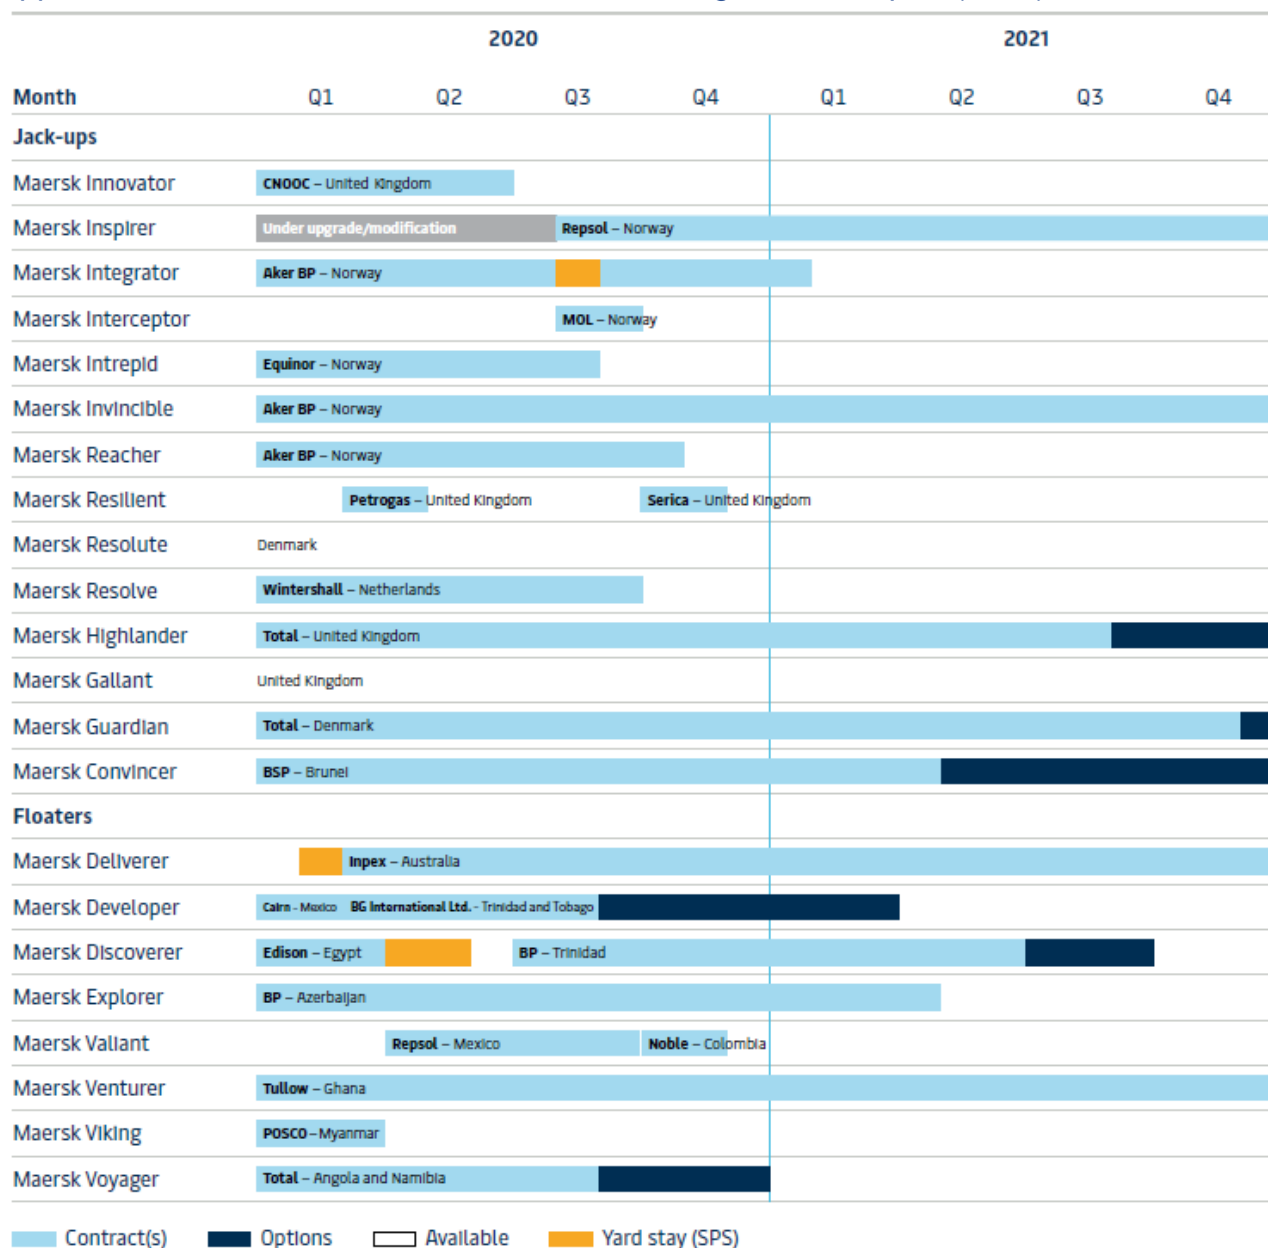 2020 2021
Month Q1 Q2 Q3 Q4 Q1 Q2 Q3 Q4
Jack-ups
Maersk Innovator CNOOC – United Kingdom
Maersk Inspirer Under upgrade/modification Repsol – Norway
Maersk Integrator Aker BP – Norway
Maersk Interceptor MOL – Norway
Maersk Intrepid Equinor – Norway
Maersk Invincible Aker BP – Norway
Maersk Reacher Aker BP – Norway
Maersk Resilient Petrogas – United Kingdom Serica – United Kingdom
Maersk Resolute Denmark
Maersk Resolve Wintershall – Netherlands
Maersk Highlander Total – United Kingdom
Maersk Gallant United Kingdom
Maersk Guardian Total – Denmark
Maersk Convincer BSP – Brunei
Floaters
Maersk Deliverer Inpex – Australia
Maersk Developer Cairn - Mexico BG International Ltd. - Trinidad and Tobago
Maersk Discoverer Edison – Egypt BP – Trinidad
Maersk Explorer BP – Azerbaijan
Maersk Valiant Repsol – Mexico Noble – Colombia
Maersk Venturer Tullow – Ghana
Maersk Viking POSCO – Myanmar
Maersk Voyager Total – Angola and Namibia
Contract(s) Options Available Yard stay (SPS)